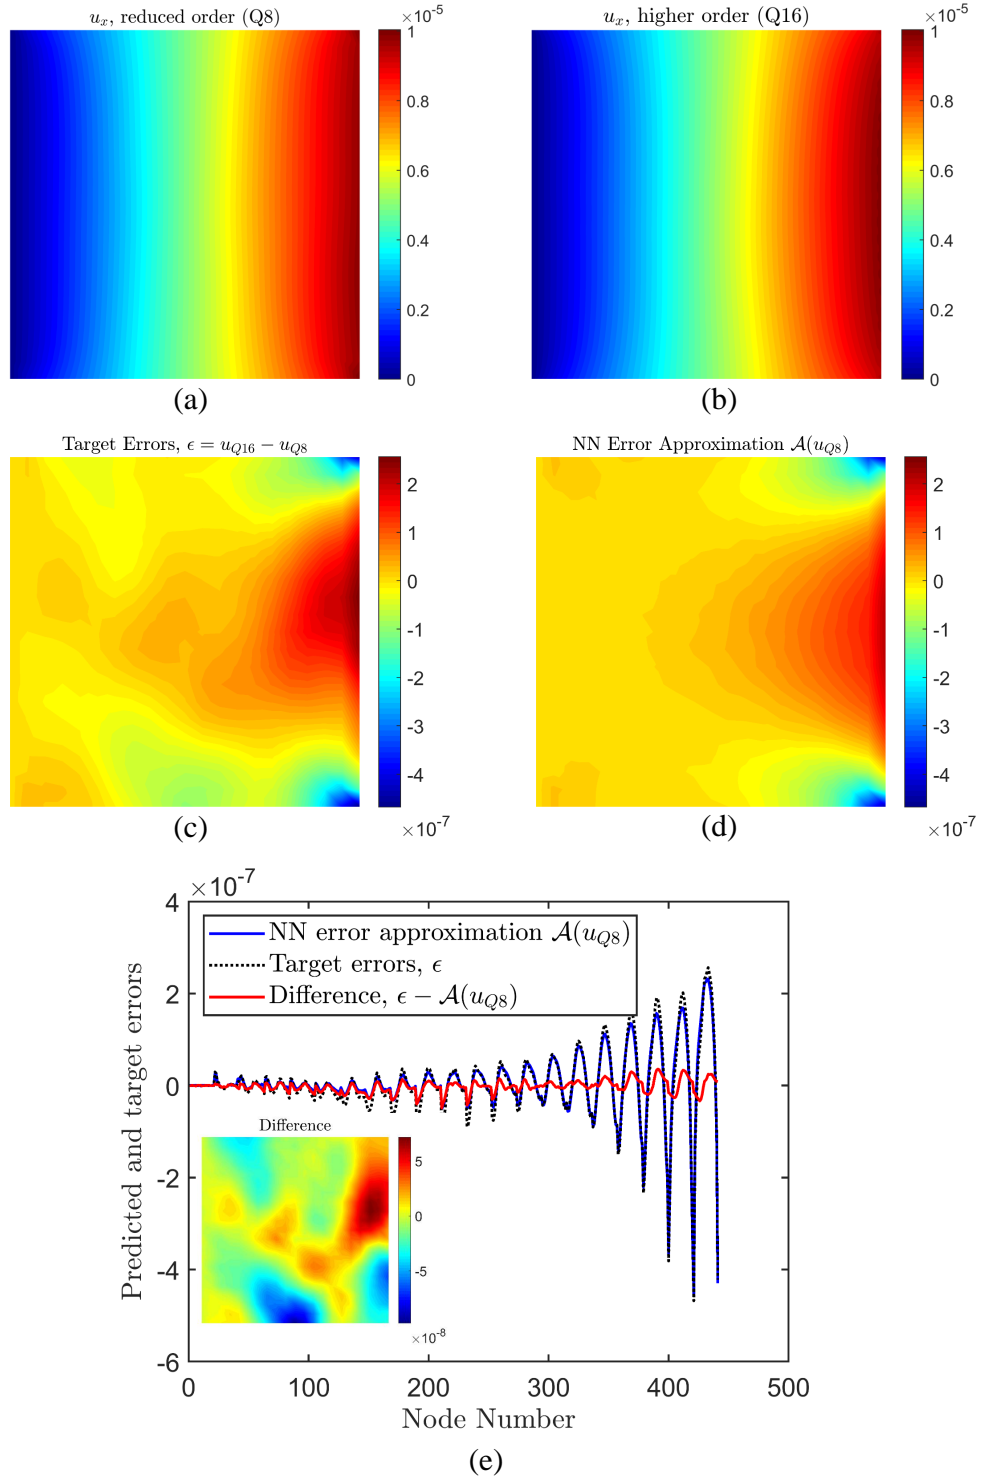 u_x, reduced order (Q8)
×10^-5
1
0.8
0.6
0.4
0.2
0
(a)
u_x, higher order (Q16)
×10^-5
1
0.8
0.6
0.4
0.2
0
(b)
Target Errors, ϵ = u_Q16 − u_Q8
2
1
0
-1
-2
-3
-4
×10^-7
(c)
NN Error Approximation 𝒜(u_Q8)
2
1
0
-1
-2
-3
-4
×10^-7
(d)
×10^-7
4
2
0
-2
-4
-6
Predicted and target errors
NN error approximation 𝒜(u_Q8)
Target errors, ϵ
Difference, ϵ − 𝒜(u_Q8)
Difference
5
0
-5
×10^-8
0 100 200 300 400 500
Node Number
(e)